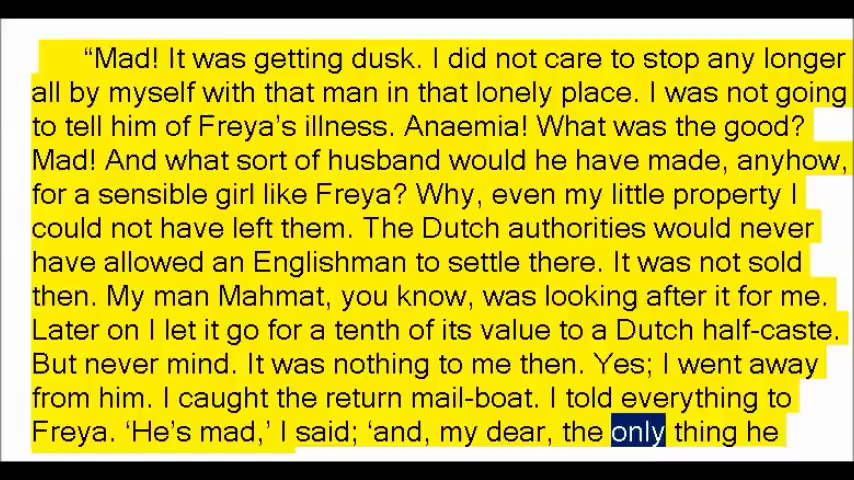 “Mad! It was getting dusk. I did not care to stop any longer
all by myself with that man in that lonely place. I was not going
to tell him of Freya’s illness. Anaemia! What was the good?
Mad! And what sort of husband would he have made, anyhow,
for a sensible girl like Freya? Why, even my little property I
could not have left them. The Dutch authorities would never
have allowed an Englishman to settle there. It was not sold
then. My man Mahmat, you know, was looking after it for me.
Later on I let it go for a tenth of its value to a Dutch half-caste.
But never mind. It was nothing to me then. Yes; I went away
from him. I caught the return mail-boat. I told everything to
Freya. ‘He’s mad,’ I said; ‘and, my dear, the only thing he